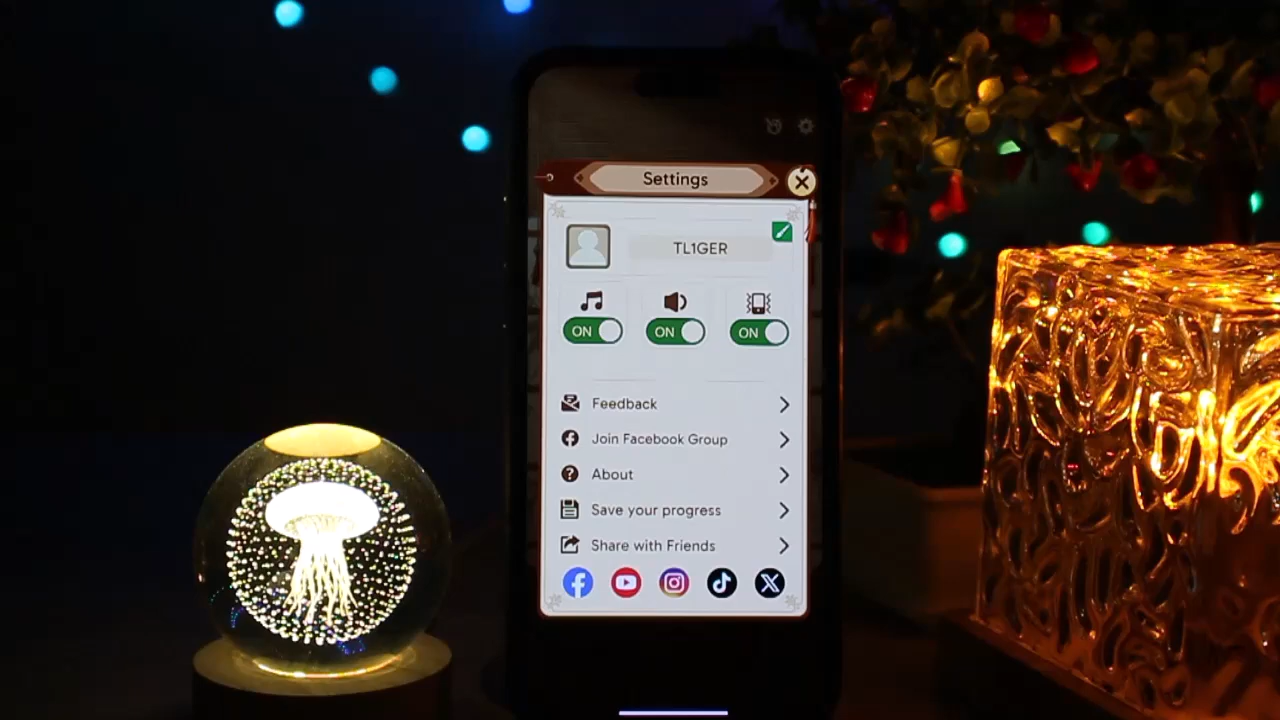 Settings
TL1GER
ON ON ON
Feedback
Join Facebook Group
About
Save your progress
Share with Friends